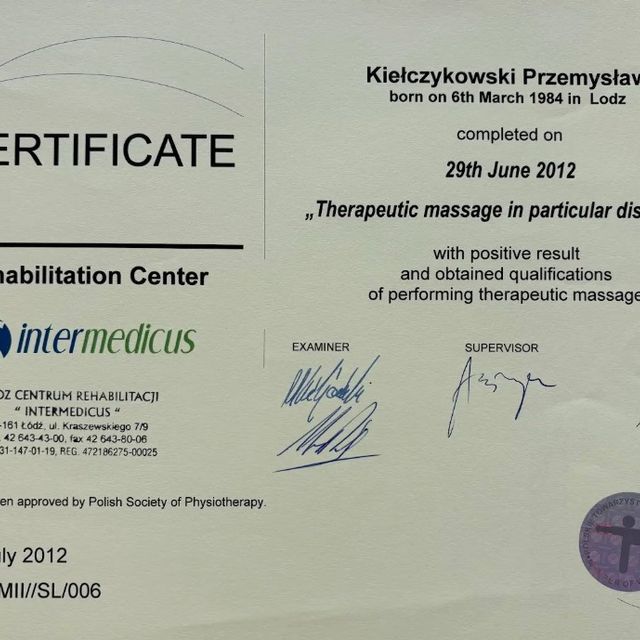 ERTIFICATE
habilitation Center
intermedicus
DZ CENTRUM REHABILITACJI
" INTERMEDICUS "
-161 Łódź, ul. Kraszewskiego 7/9
. 42 643-43-00, fax 42 643-80-06
31-147-01-19, REG. 472186275-00025
en approved by Polish Society of Physiotherapy.
uly 2012
MII//SL/006
Kiełczykowski Przemysław
born on 6th March 1984 in Lodz
completed on
29th June 2012
„Therapeutic massage in particular dis
with positive result
and obtained qualifications
of performing therapeutic massage
EXAMINER
SUPERVISOR